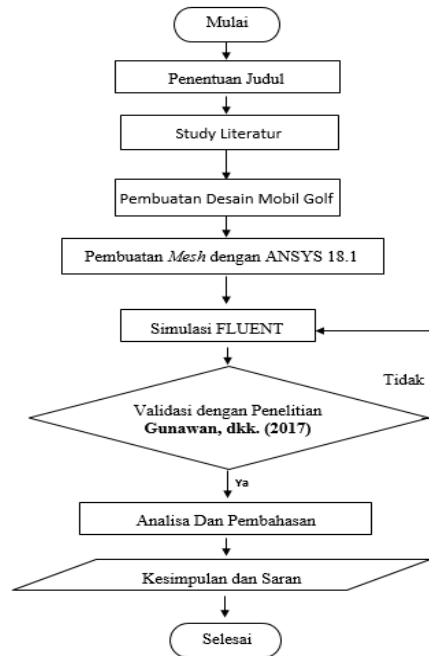 Mulai
Penentuan Judul
Study Literatur
Pembuatan Desain Mobil Golf
Pembuatan Mesh dengan ANSYS 18.1
Simulasi FLUENT
Tidak
Validasi dengan Penelitian
Gunawan, dkk. (2017)
Ya
Analisa Dan Pembahasan
Kesimpulan dan Saran
Selesai